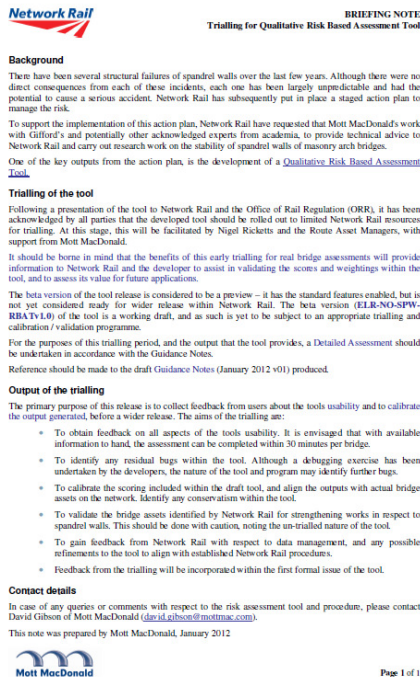 Network Rail
BRIEFING NOTE
Trialling for Qualitative Risk Based Assessment Tool
Background
There have been several structural failures of spandrel walls over the last few years. Although there were no
direct consequences from each of these incidents, each one has been largely unpredictable and had the
potential to cause a serious accident. Network Rail has subsequently put in place a staged action plan to
manage the risk.
To support the implementation of this action plan, Network Rail have requested that Mott MacDonald's work
with Gifford's and potentially other acknowledged experts from academia, to provide technical advice to
Network Rail and carry out research work on the stability of spandrel walls of masonry arch bridges.
One of the key outputs from the action plan, is the development of a Qualitative Risk Based Assessment
Tool.
Trialling of the tool
Following a presentation of the tool to Network Rail and the Office of Rail Regulation (ORR), it has been
acknowledged by all parties that the developed tool should be rolled out to limited Network Rail resources
for trialling. At this stage, this will be facilitated by Nigel Ricketts and the Route Asset Managers, with
support from Mott MacDonald.
It should be borne in mind that the benefits of this early trialling for real bridge assessments will provide
information to Network Rail and the developer to assist in validating the scores and weightings within the
tool, and to assess its value for future applications.
The beta version of the tool release is considered to be a preview – it has the standard features enabled, but is
not yet considered ready for wider release within Network Rail. The beta version (ELR-NO-SPW-
RBATv1.0) of the tool is a working draft, and as such is yet to be subject to an appropriate trialling and
calibration / validation programme.
For the purposes of this trialling period, and the output that the tool provides, a Detailed Assessment should
be undertaken in accordance with the Guidance Notes.
Reference should be made to the draft Guidance Notes (January 2012 v01) produced.
Output of the trialling
The primary purpose of this release is to collect feedback from users about the tools usability and to calibrate
the output generated, before a wider release. The aims of the trialling are:
• To obtain feedback on all aspects of the tools usability. It is envisaged that with available
information to hand, the assessment can be completed within 30 minutes per bridge.
• To identify any residual bugs within the tool. Although a debugging exercise has been
undertaken by the developers, the nature of the tool and program may identify further bugs.
• To calibrate the scoring included within the draft tool, and align the outputs with actual bridge
assets on the network. Identify any conservatism within the tool.
• To validate the bridge assets identified by Network Rail for strengthening works in respect to
spandrel walls. This should be done with caution, noting the un-trialled nature of the tool.
• To gain feedback from Network Rail with respect to data management, and any possible
refinements to the tool to align with established Network Rail procedures.
• Feedback from the trialling will be incorporated within the first formal issue of the tool.
Contact details
In case of any queries or comments with respect to the risk assessment tool and procedure, please contact
David Gibson of Mott MacDonald (david.gibson@mottmac.com).
This note was prepared by Mott MacDonald, January 2012
Mott MacDonald
Page 1 of 1